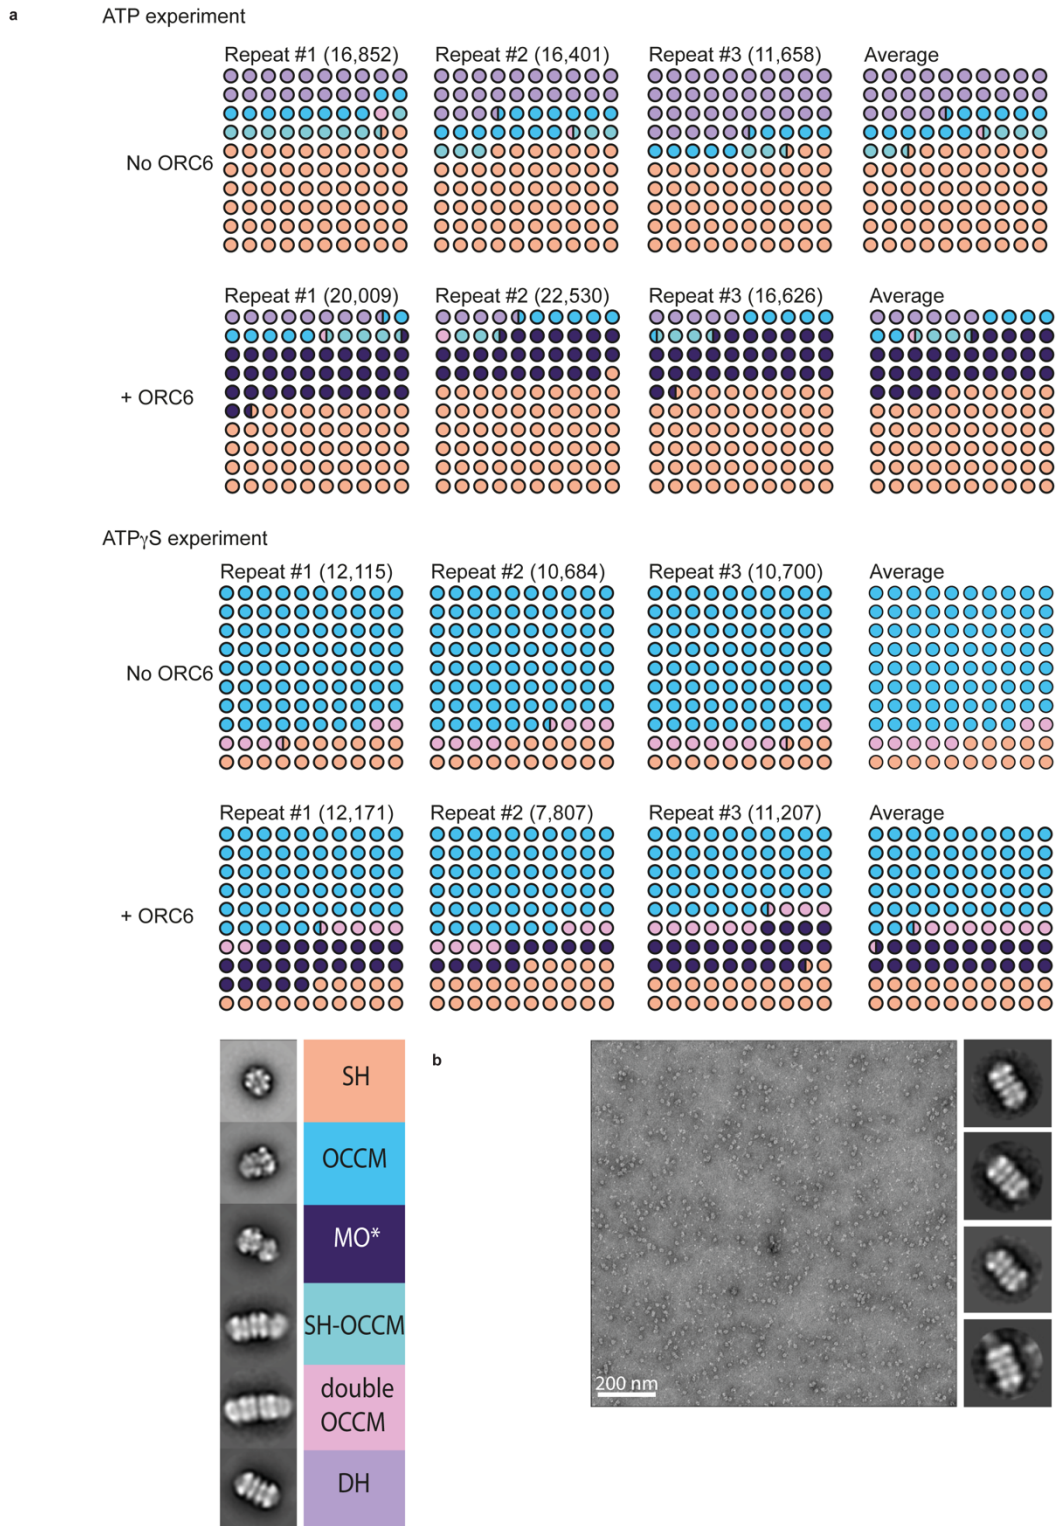 a
ATP experiment
Repeat #1 (16,852)
Repeat #2 (16,401)
Repeat #3 (11,658)
Average
No ORC6
Repeat #1 (20,009)
Repeat #2 (22,530)
Repeat #3 (16,626)
Average
+ ORC6
ATPγS experiment
Repeat #1 (12,115)
Repeat #2 (10,684)
Repeat #3 (10,700)
Average
No ORC6
Repeat #1 (12,171)
Repeat #2 (7,807)
Repeat #3 (11,207)
Average
+ ORC6
SH
OCCM
MO*
SH-OCCM
double
OCCM
DH
b
200 nm